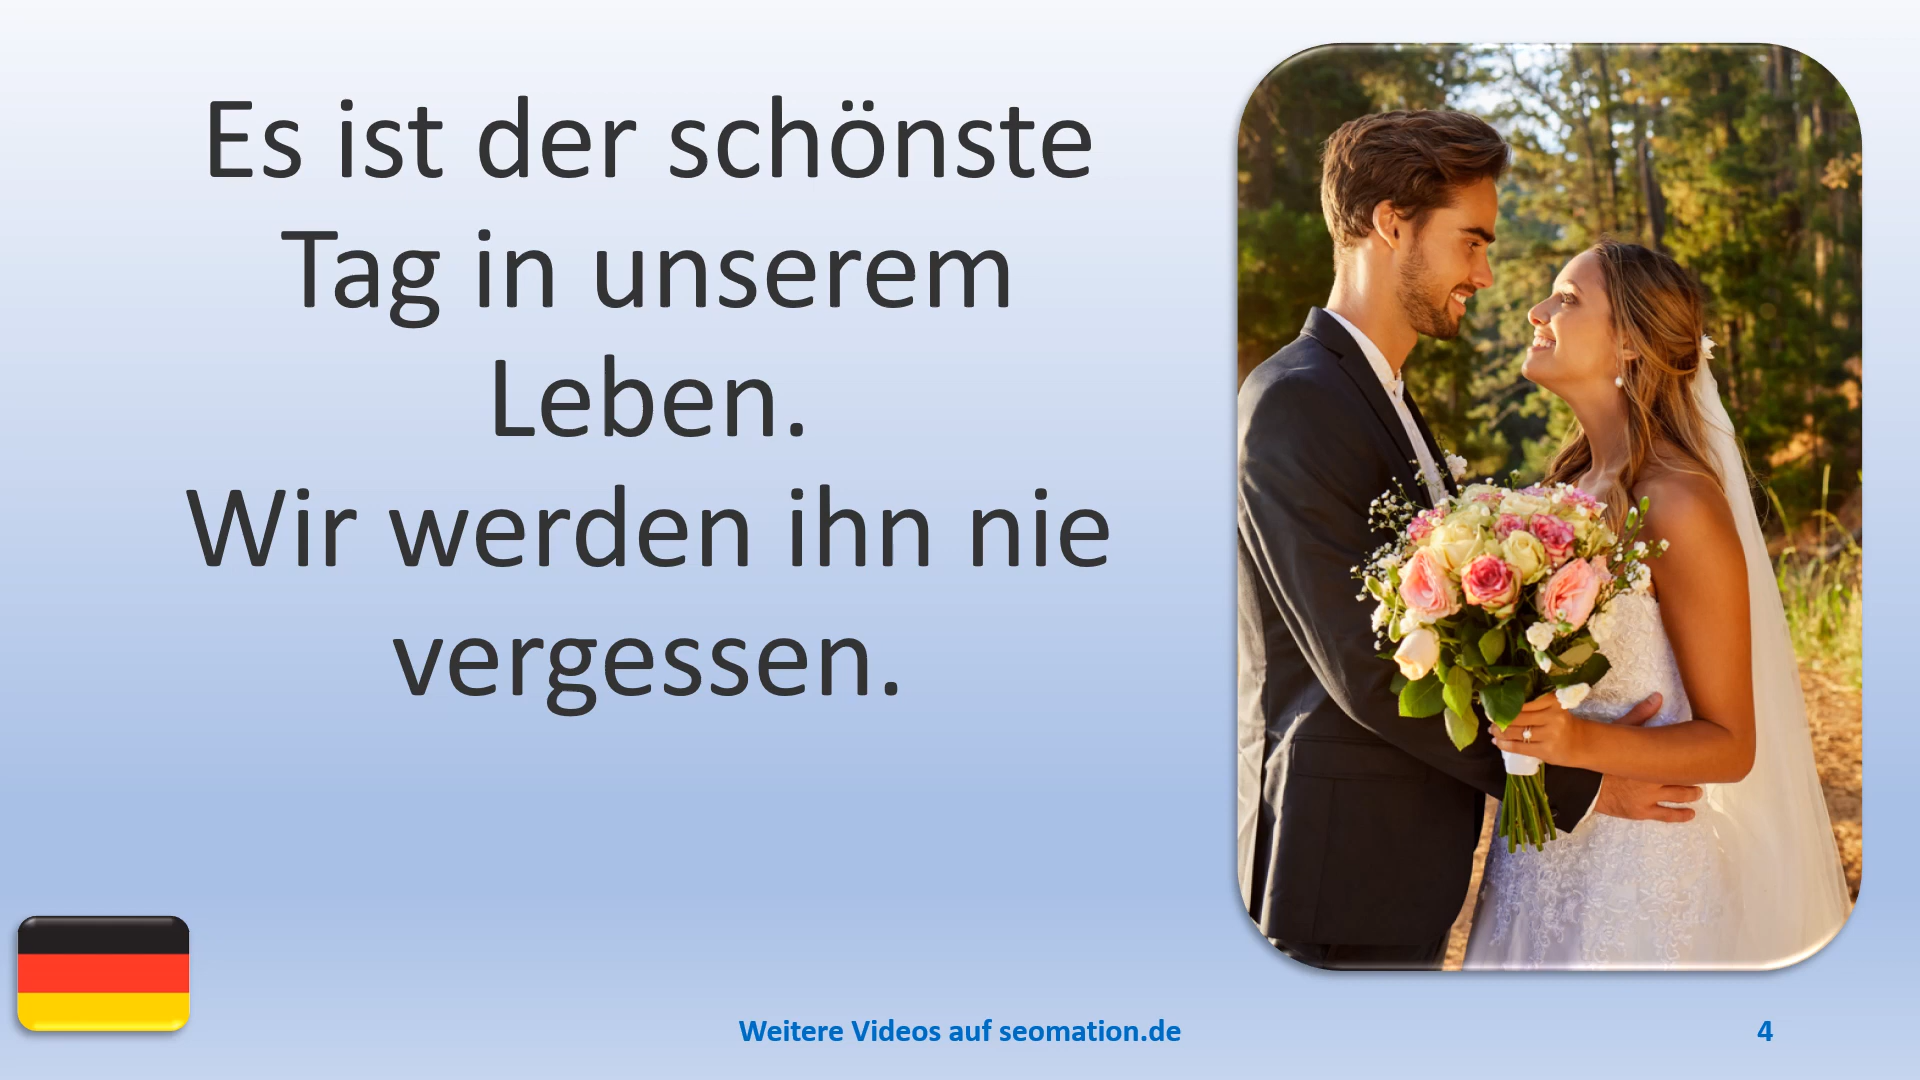 Es ist der schönste
Tag in unserem
Leben.
Wir werden ihn nie
vergessen.
Weitere Videos auf seomation.de
4